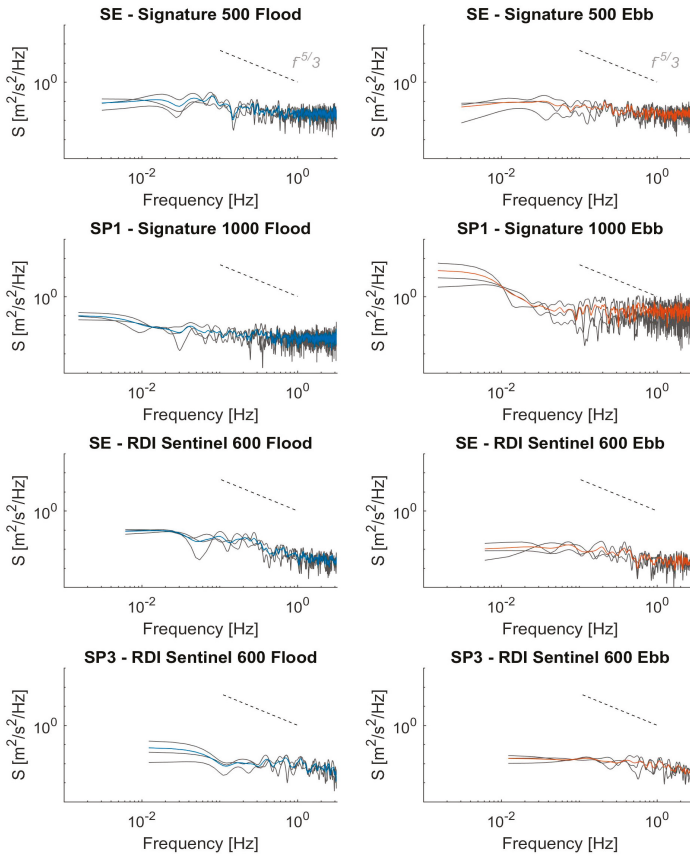 SE - Signature 500 Flood
SE - Signature 500 Ebb
f^5/3
f^5/3
S [m²/s²/Hz]
10⁰
S [m²/s²/Hz]
10⁰
10⁻²
10⁰
10⁻²
10⁰
Frequency [Hz]
Frequency [Hz]
SP1 - Signature 1000 Flood
SP1 - Signature 1000 Ebb
S [m²/s²/Hz]
10⁰
S [m²/s²/Hz]
10⁰
10⁻²
10⁰
10⁻²
10⁰
Frequency [Hz]
Frequency [Hz]
SE - RDI Sentinel 600 Flood
SE - RDI Sentinel 600 Ebb
S [m²/s²/Hz]
10⁰
S [m²/s²/Hz]
10⁰
10⁻²
10⁰
10⁻²
10⁰
Frequency [Hz]
Frequency [Hz]
SP3 - RDI Sentinel 600 Flood
SP3 - RDI Sentinel 600 Ebb
S [m²/s²/Hz]
10⁰
S [m²/s²/Hz]
10⁰
10⁻²
10⁰
10⁻²
10⁰
Frequency [Hz]
Frequency [Hz]